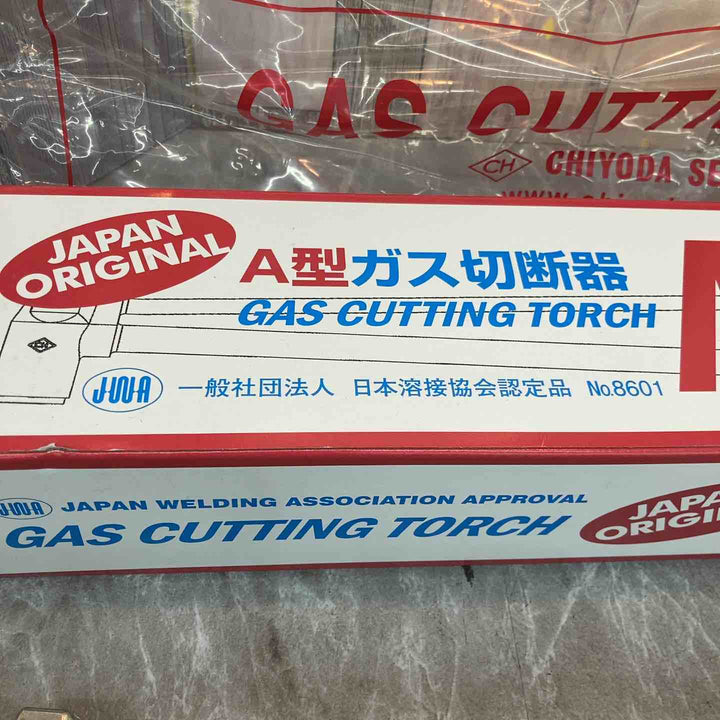 GAS CUTT
CH CHIYODA SE
JAPAN
ORIGINAL
A型ガス切断器
GAS CUTTING TORCH
JWA 一般社団法人 日本溶接協会認定品 No.8601
JWA JAPAN WELDING ASSOCIATION APPROVAL
GAS CUTTING TORCH
JAPAN